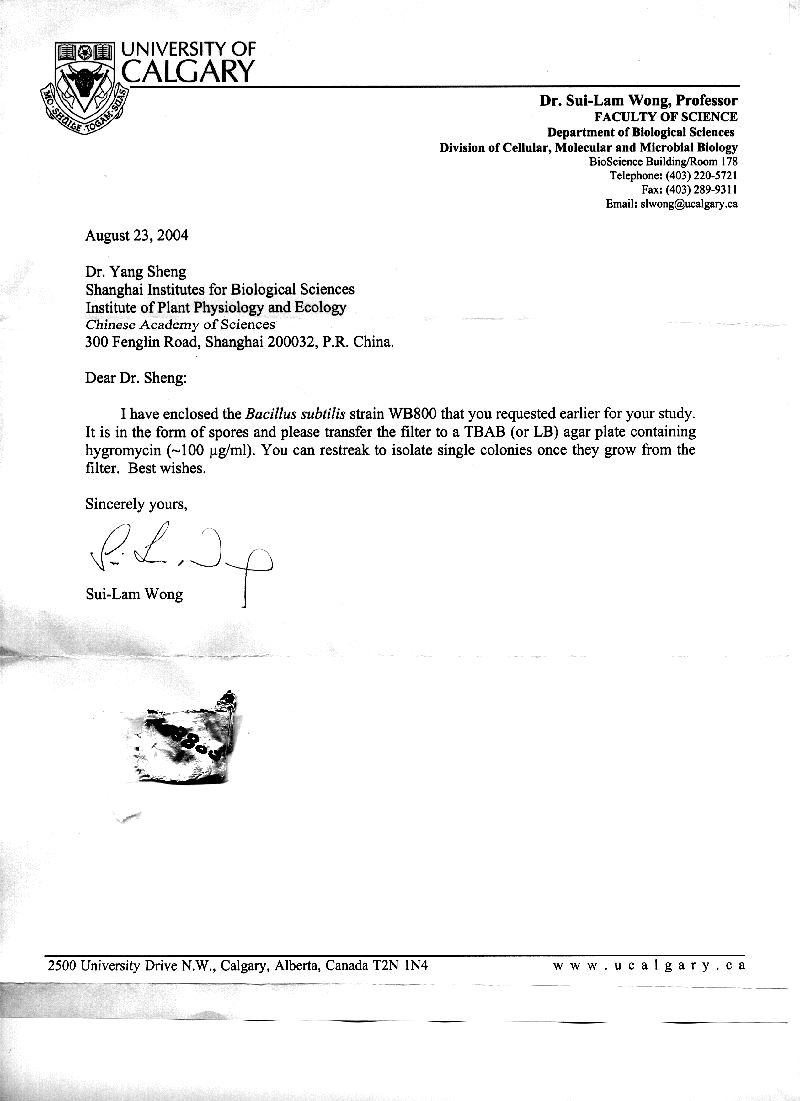 UNIVERSITY OF
CALGARY
MO·SHÙILE TOGAM SUAS
Dr. Sui-Lam Wong, Professor
FACULTY OF SCIENCE
Department of Biological Sciences
Division of Cellular, Molecular and Microbial Biology
BioScience Building/Room 178
Telephone: (403) 220-5721
Fax: (403) 289-9311
Email: slwong@ucalgary.ca
August 23, 2004
Dr. Yang Sheng
Shanghai Institutes for Biological Sciences
Institute of Plant Physiology and Ecology
Chinese Academy of Sciences
300 Fenglin Road, Shanghai 200032, P.R. China.
Dear Dr. Sheng:
I have enclosed the Bacillus subtilis strain WB800 that you requested earlier for your study.
It is in the form of spores and please transfer the filter to a TBAB (or LB) agar plate containing
hygromycin (~100 µg/ml). You can restreak to isolate single colonies once they grow from the
filter. Best wishes.
Sincerely yours,
Sui-Lam Wong
2500 University Drive N.W., Calgary, Alberta, Canada T2N 1N4
www.ucalgary.ca